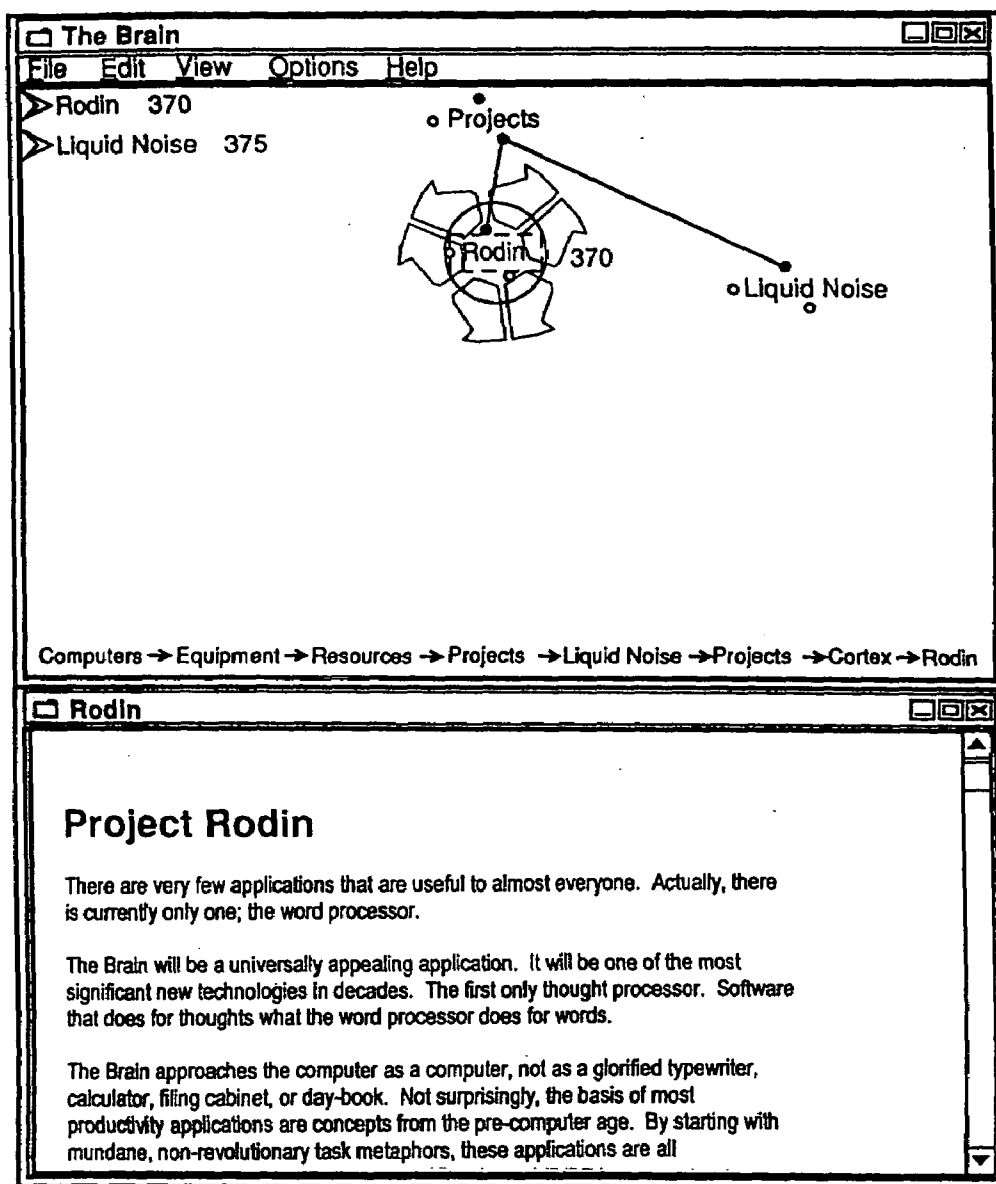 The Brain
File Edit View Options Help
Rodin 370
Liquid Noise 375
Projects
Rodin 370
Liquid Noise
Computers → Equipment → Resources → Projects → Liquid Noise → Projects → Cortex → Rodin
Rodin
Project Rodin
There are very few applications that are useful to almost everyone. Actually, there
is currently only one; the word processor.
The Brain will be a universally appealing application. It will be one of the most
significant new technologies in decades. The first only thought processor. Software
that does for thoughts what the word processor does for words.
The Brain approaches the computer as a computer, not as a glorified typewriter,
calculator, filing cabinet, or day-book. Not surprisingly, the basis of most
productivity applications are concepts from the pre-computer age. By starting with
mundane, non-revolutionary task metaphors, these applications are all